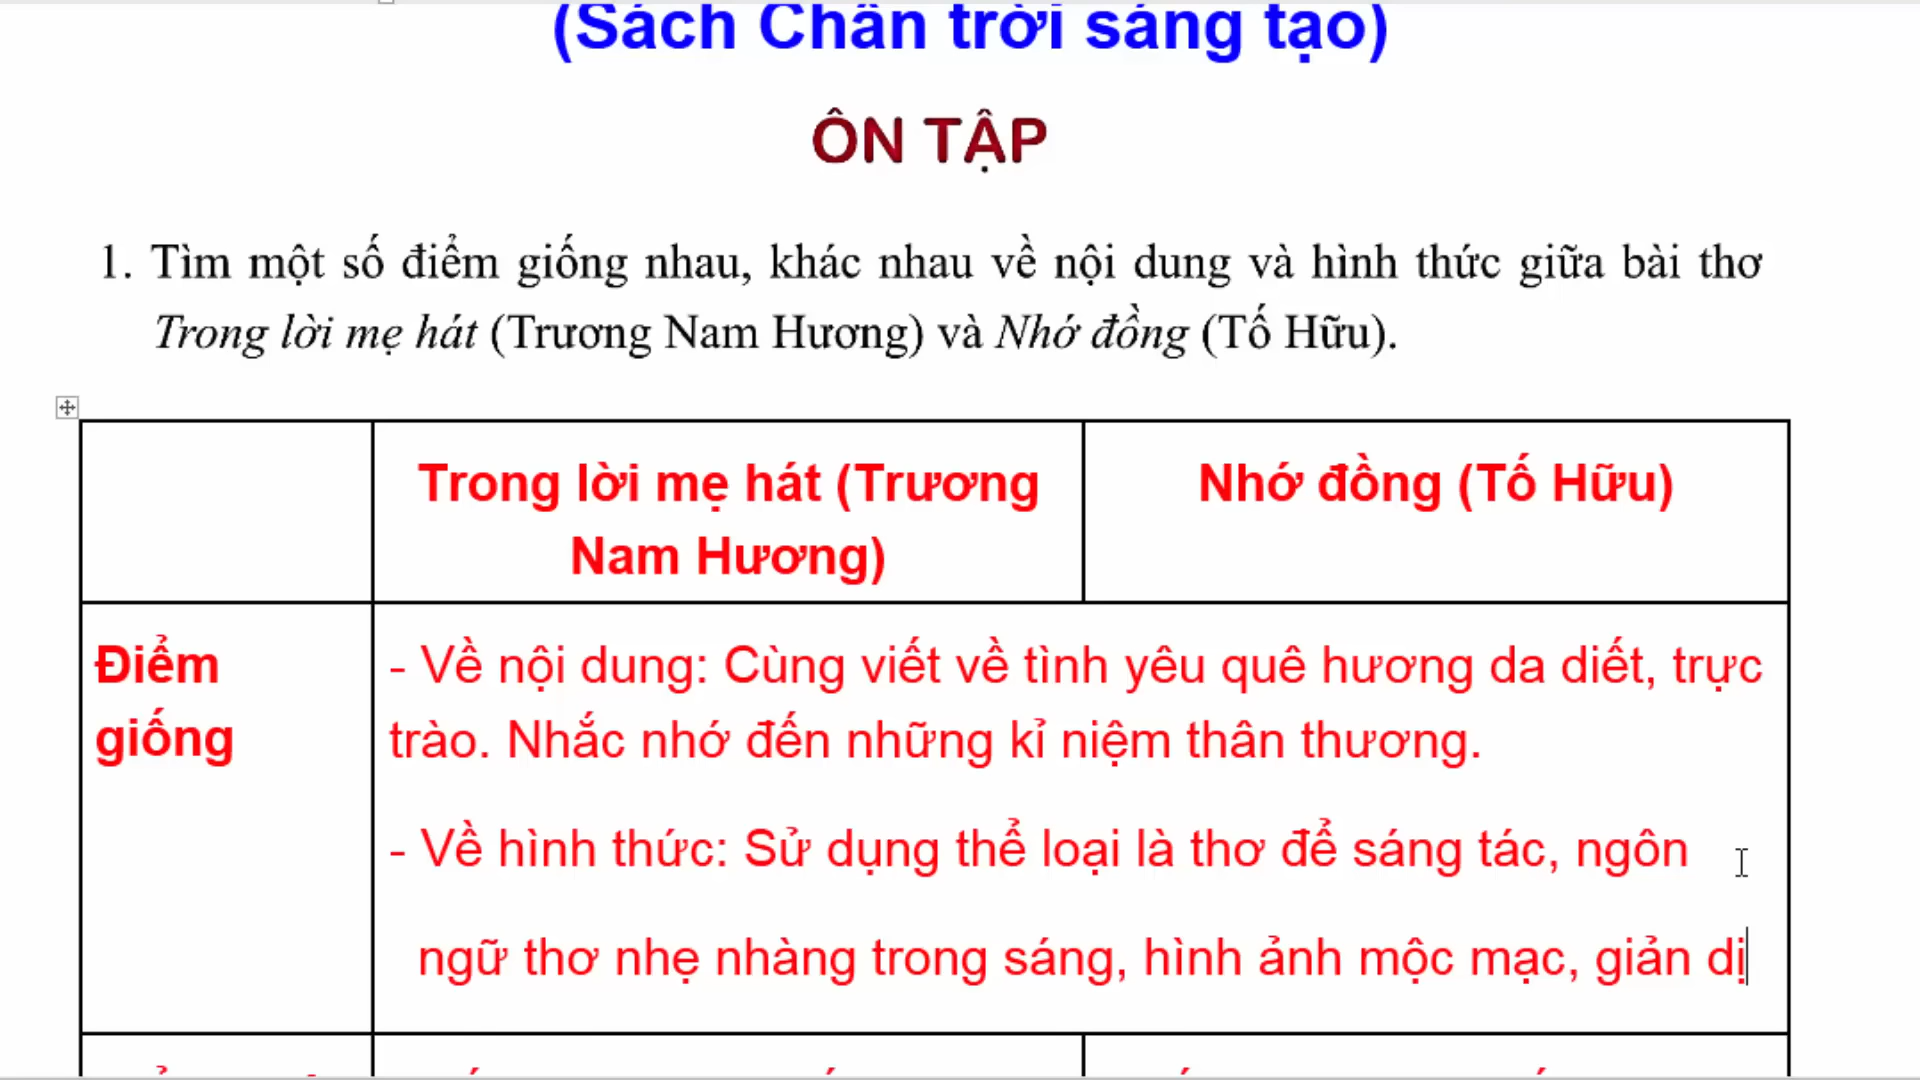 (Sách Chân trời sáng tạo)
ÔN TẬP
1. Tìm một số điểm giống nhau, khác nhau về nội dung và hình thức giữa bài thơ
Trong lời mẹ hát (Trương Nam Hương) và Nhớ đồng (Tố Hữu).
Trong lời mẹ hát (Trương
Nam Hương)
Nhớ đồng (Tố Hữu)
Điểm
giống
- Về nội dung: Cùng viết về tình yêu quê hương da diết, trực
trào. Nhắc nhớ đến những kỉ niệm thân thương.
- Về hình thức: Sử dụng thể loại là thơ để sáng tác, ngôn
ngữ thơ nhẹ nhàng trong sáng, hình ảnh mộc mạc, giản dị